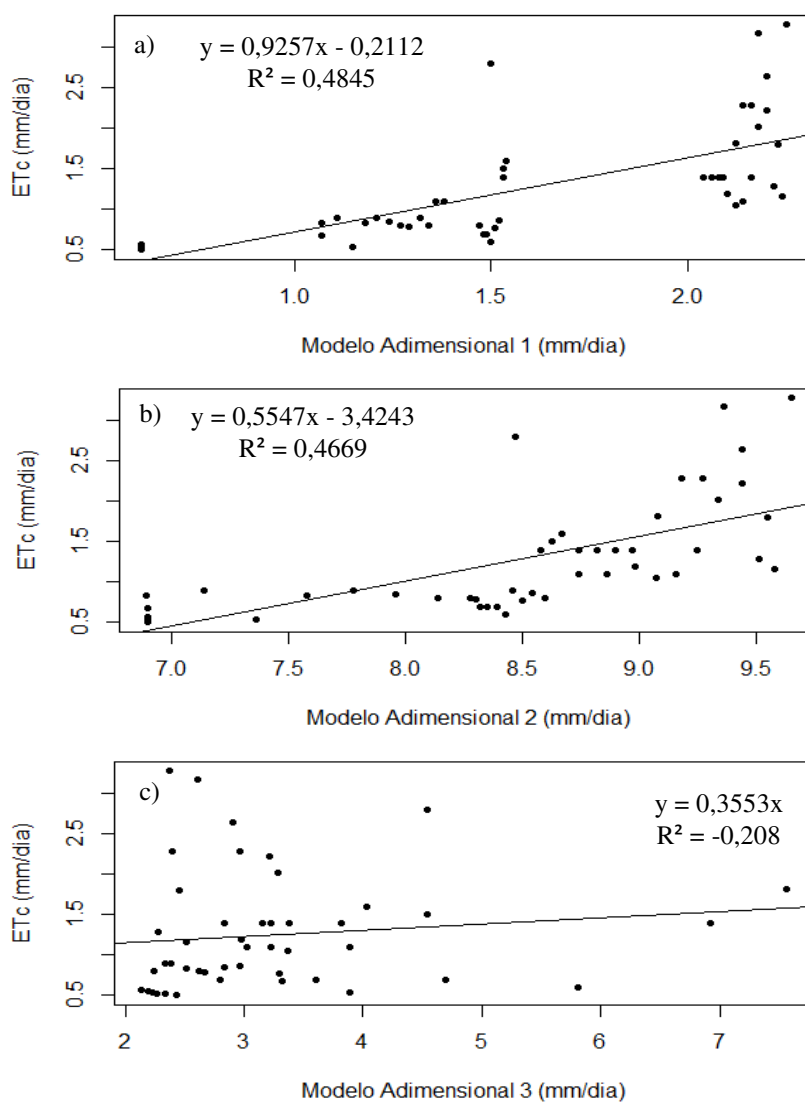 a)
y = 0,9257x - 0,2112
R² = 0,4845
ETc (mm/dia)
0.5 1.5 2.5
1.0 1.5 2.0
Modelo Adimensional 1 (mm/dia)
b)
y = 0,5547x - 3,4243
R² = 0,4669
ETc (mm/dia)
0.5 1.5 2.5
7.0 7.5 8.0 8.5 9.0 9.5
Modelo Adimensional 2 (mm/dia)
c)
y = 0,3553x
R² = -0,208
ETc (mm/dia)
0.5 1.5 2.5
2 3 4 5 6 7
Modelo Adimensional 3 (mm/dia)